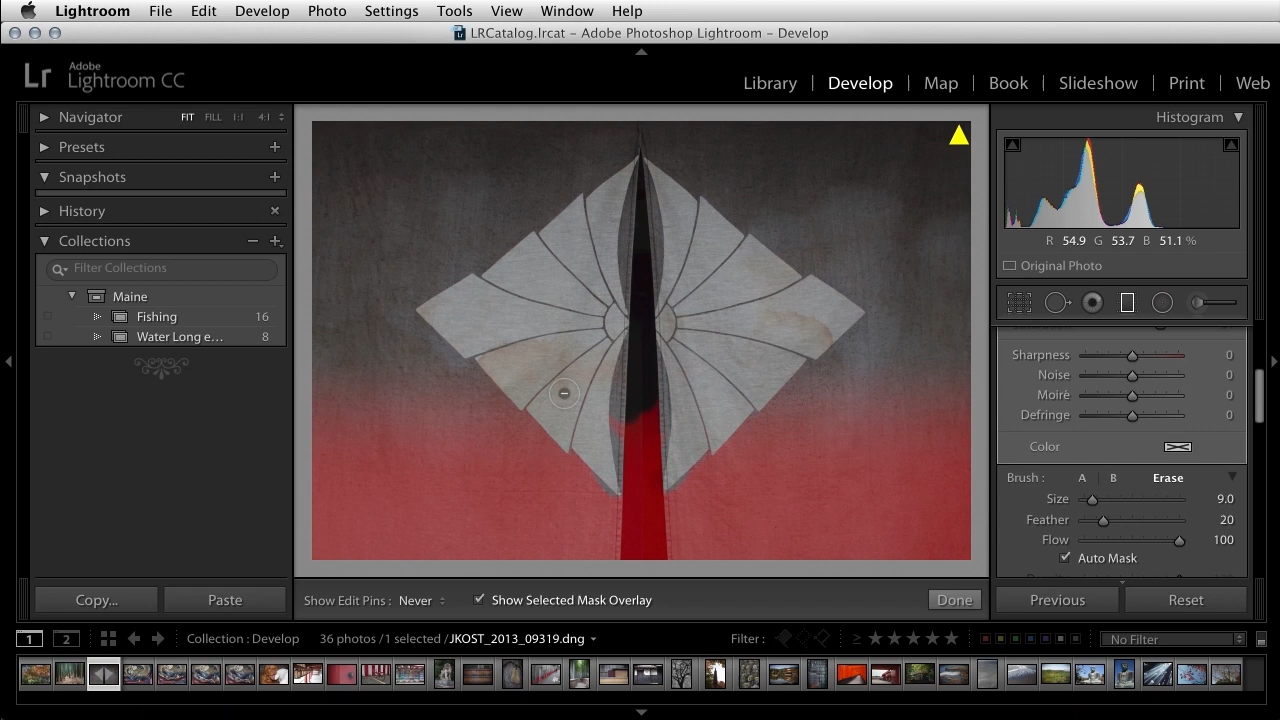 Lightroom File Edit Develop Photo Settings Tools View Window Help
LRCatalog.lrcat – Adobe Photoshop Lightroom – Develop
Lr Adobe Lightroom CC
Library | Develop | Map | Book | Slideshow | Print | Web
Navigator FIT FILL 1:1 4:1
Presets
Snapshots
History
Collections
Filter Collections
Maine
Fishing 16
Water Long e... 8
Histogram
R 54.9 G 53.7 B 51.1 %
Original Photo
Sharpness 0
Noise 0
Moirè 0
Defringe 0
Color
Brush : A | B Erase
Size 9.0
Feather 20
Flow 100
Auto Mask
Copy... Paste
Show Edit Pins : Never Show Selected Mask Overlay Done
Previous Reset
1 2 Collection : Develop 36 photos /1 selected /JKOST_2013_09319.dng Filter : No Filter